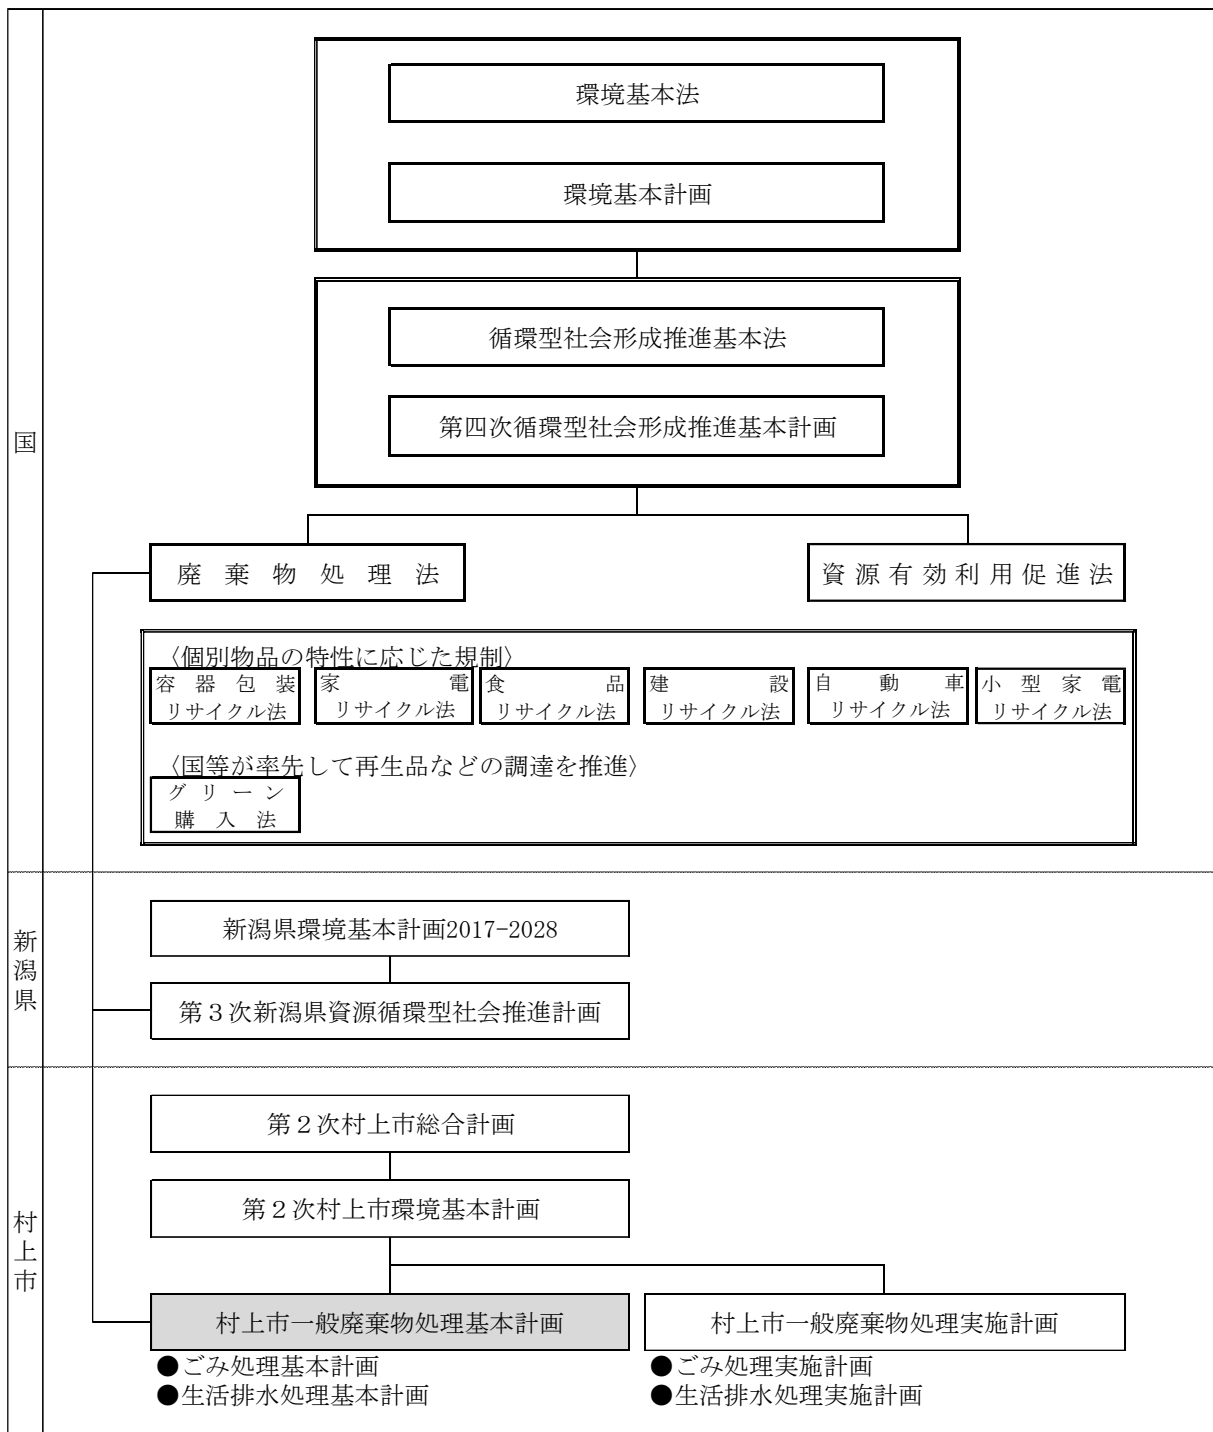 国
環境基本法
環境基本計画
循環型社会形成推進基本法
第四次循環型社会形成推進基本計画
廃棄物処理法
資源有効利用促進法
〈個別物品の特性に応じた規制〉
容器包装
リサイクル法
家電
リサイクル法
食品
リサイクル法
建設
リサイクル法
自動車
リサイクル法
小型家電
リサイクル法
〈国等が率先して再生品などの調達を推進〉
グリーン
購入法
新潟県
新潟県環境基本計画2017-2028
第３次新潟県資源循環型社会推進計画
村上市
第２次村上市総合計画
第２次村上市環境基本計画
村上市一般廃棄物処理基本計画
●ごみ処理基本計画
●生活排水処理基本計画
村上市一般廃棄物処理実施計画
●ごみ処理実施計画
●生活排水処理実施計画